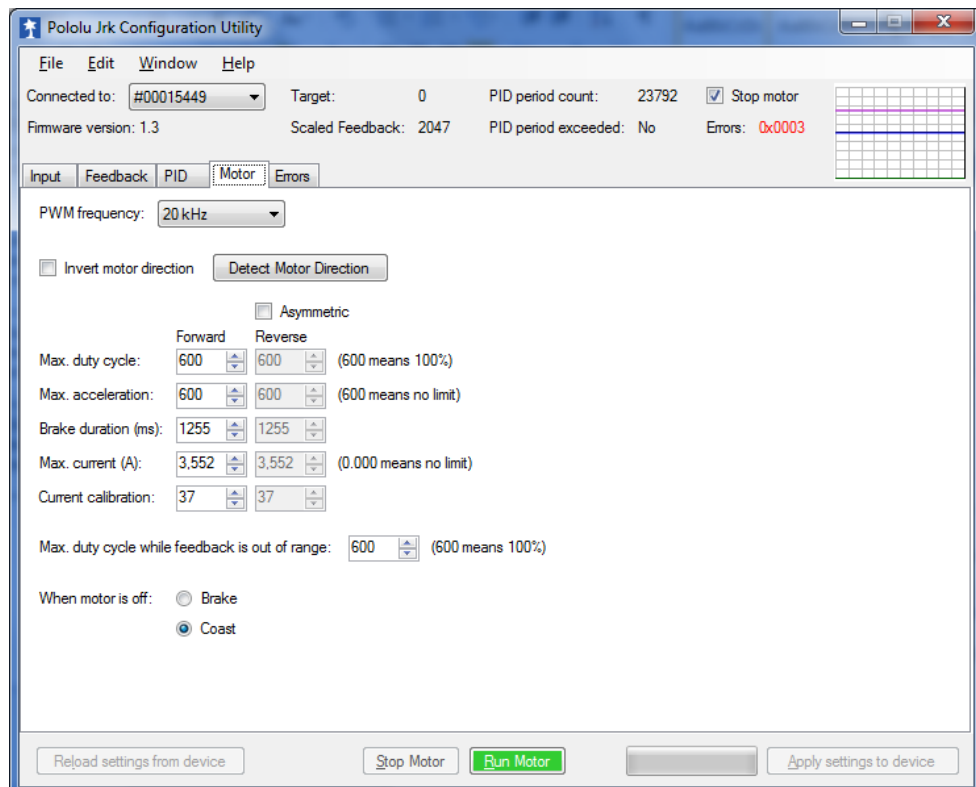 Pololu Jrk Configuration Utility
File Edit Window Help
Connected to: #00015449 Target: 0 PID period count: 23792 Stop motor
Firmware version: 1.3 Scaled Feedback: 2047 PID period exceeded: No Errors: 0x0003
Input Feedback PID Motor Errors
PWM frequency: 20 kHz
Invert motor direction Detect Motor Direction
Asymmetric
Forward Reverse
Max. duty cycle: 600 600 (600 means 100%)
Max. acceleration: 600 600 (600 means no limit)
Brake duration (ms): 1255 1255
Max. current (A): 3,552 3,552 (0.000 means no limit)
Current calibration: 37 37
Max. duty cycle while feedback is out of range: 600 (600 means 100%)
When motor is off: Brake
Coast
Reload settings from device Stop Motor Run Motor Apply settings to device